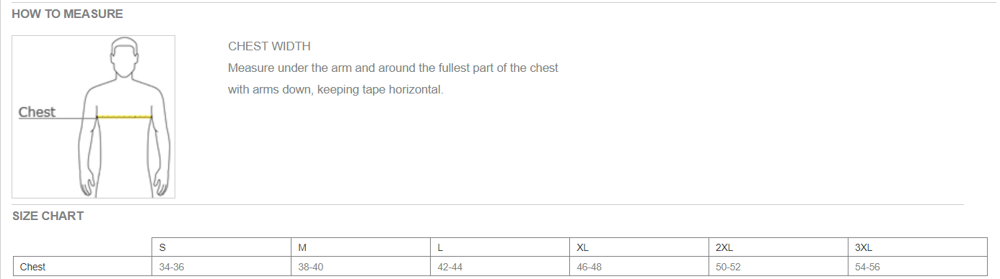 HOW TO MEASURE
Chest
CHEST WIDTH
Measure under the arm and around the fullest part of the chest
with arms down, keeping tape horizontal.
SIZE CHART
S M L XL 2XL 3XL
Chest 34-36 38-40 42-44 46-48 50-52 54-56